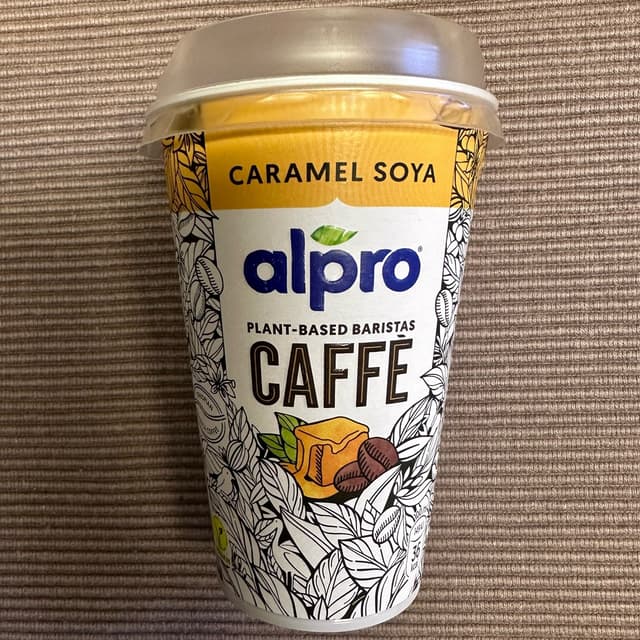 CARAMEL SOYA
alpro®
PLANT-BASED BARISTAS
CAFFÈ